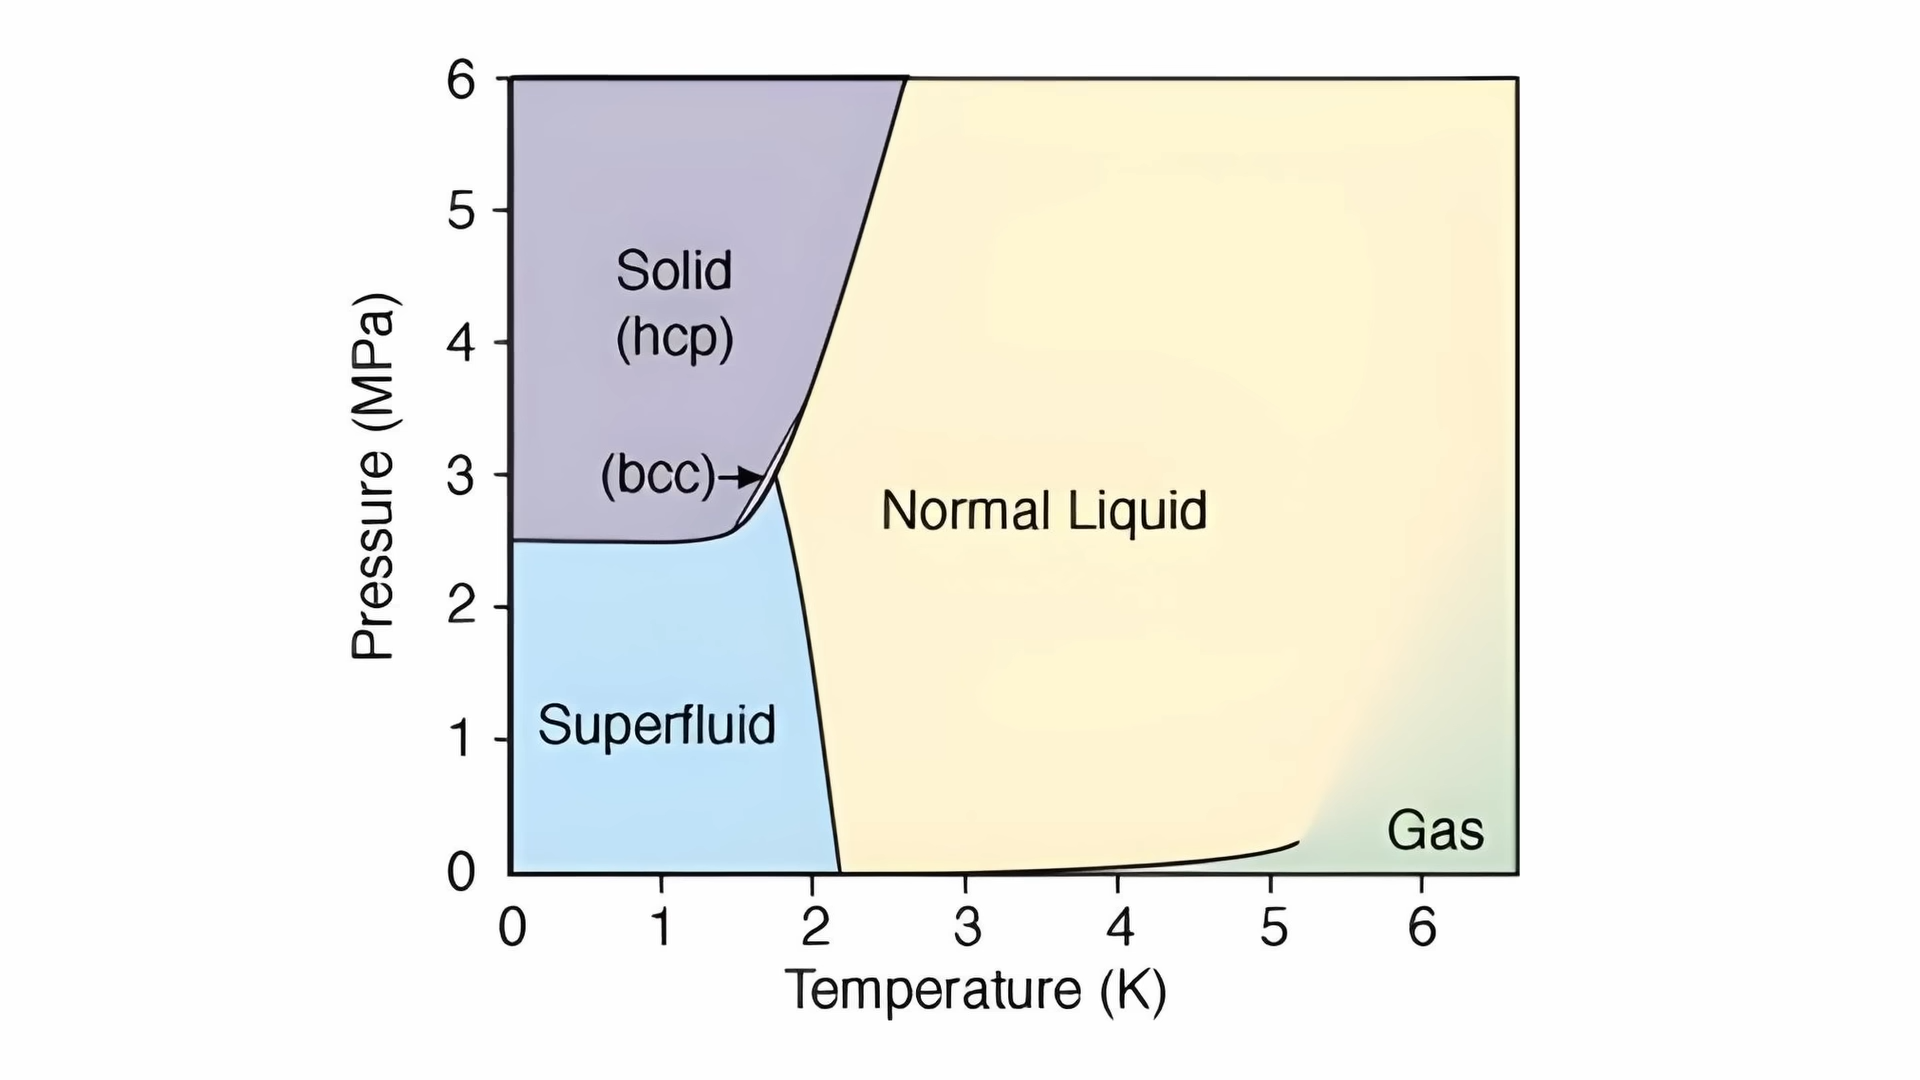 6
5
4
3
2
1
0
Pressure (MPa)
Solid
(hcp)
(bcc)
Normal Liquid
Superfluid
Gas
0 1 2 3 4 5 6
Temperature (K)